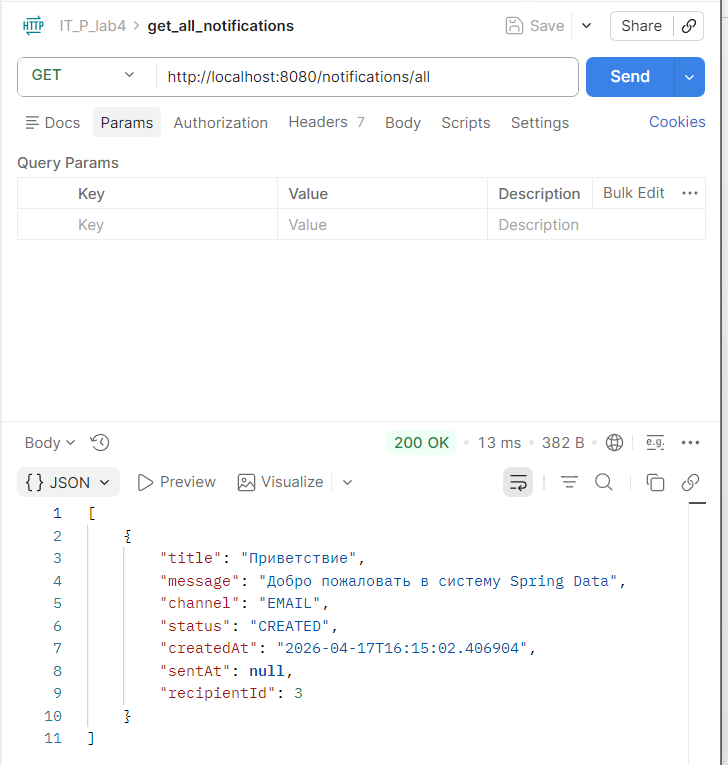 HTTP IT_P_lab4 > get_all_notifications Save Share
GET http://localhost:8080/notifications/all Send
Docs Params Authorization Headers 7 Body Scripts Settings Cookies
Query Params
Key Value Description Bulk Edit •••
Key Value Description
Body 200 OK • 13 ms • 382 B • e.g. •••
{} JSON Preview Visualize
1 [
2 {
3 "title": "Приветствие",
4 "message": "Добро пожаловать в систему Spring Data",
5 "channel": "EMAIL",
6 "status": "CREATED",
7 "createdAt": "2026-04-17T16:15:02.406904",
8 "sentAt": null,
9 "recipientId": 3
10 }
11 ]